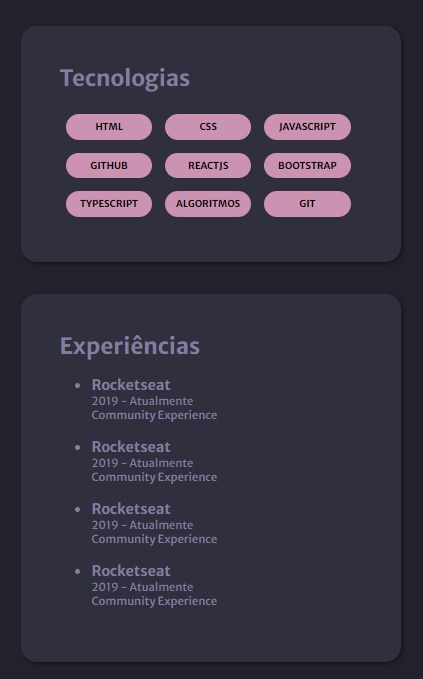 Tecnologias
HTML CSS JAVASCRIPT
GITHUB REACTJS BOOTSTRAP
TYPESCRIPT ALGORITMOS GIT
Experiências
Rocketseat
2019 - Atualmente
Community Experience
Rocketseat
2019 - Atualmente
Community Experience
Rocketseat
2019 - Atualmente
Community Experience
Rocketseat
2019 - Atualmente
Community Experience